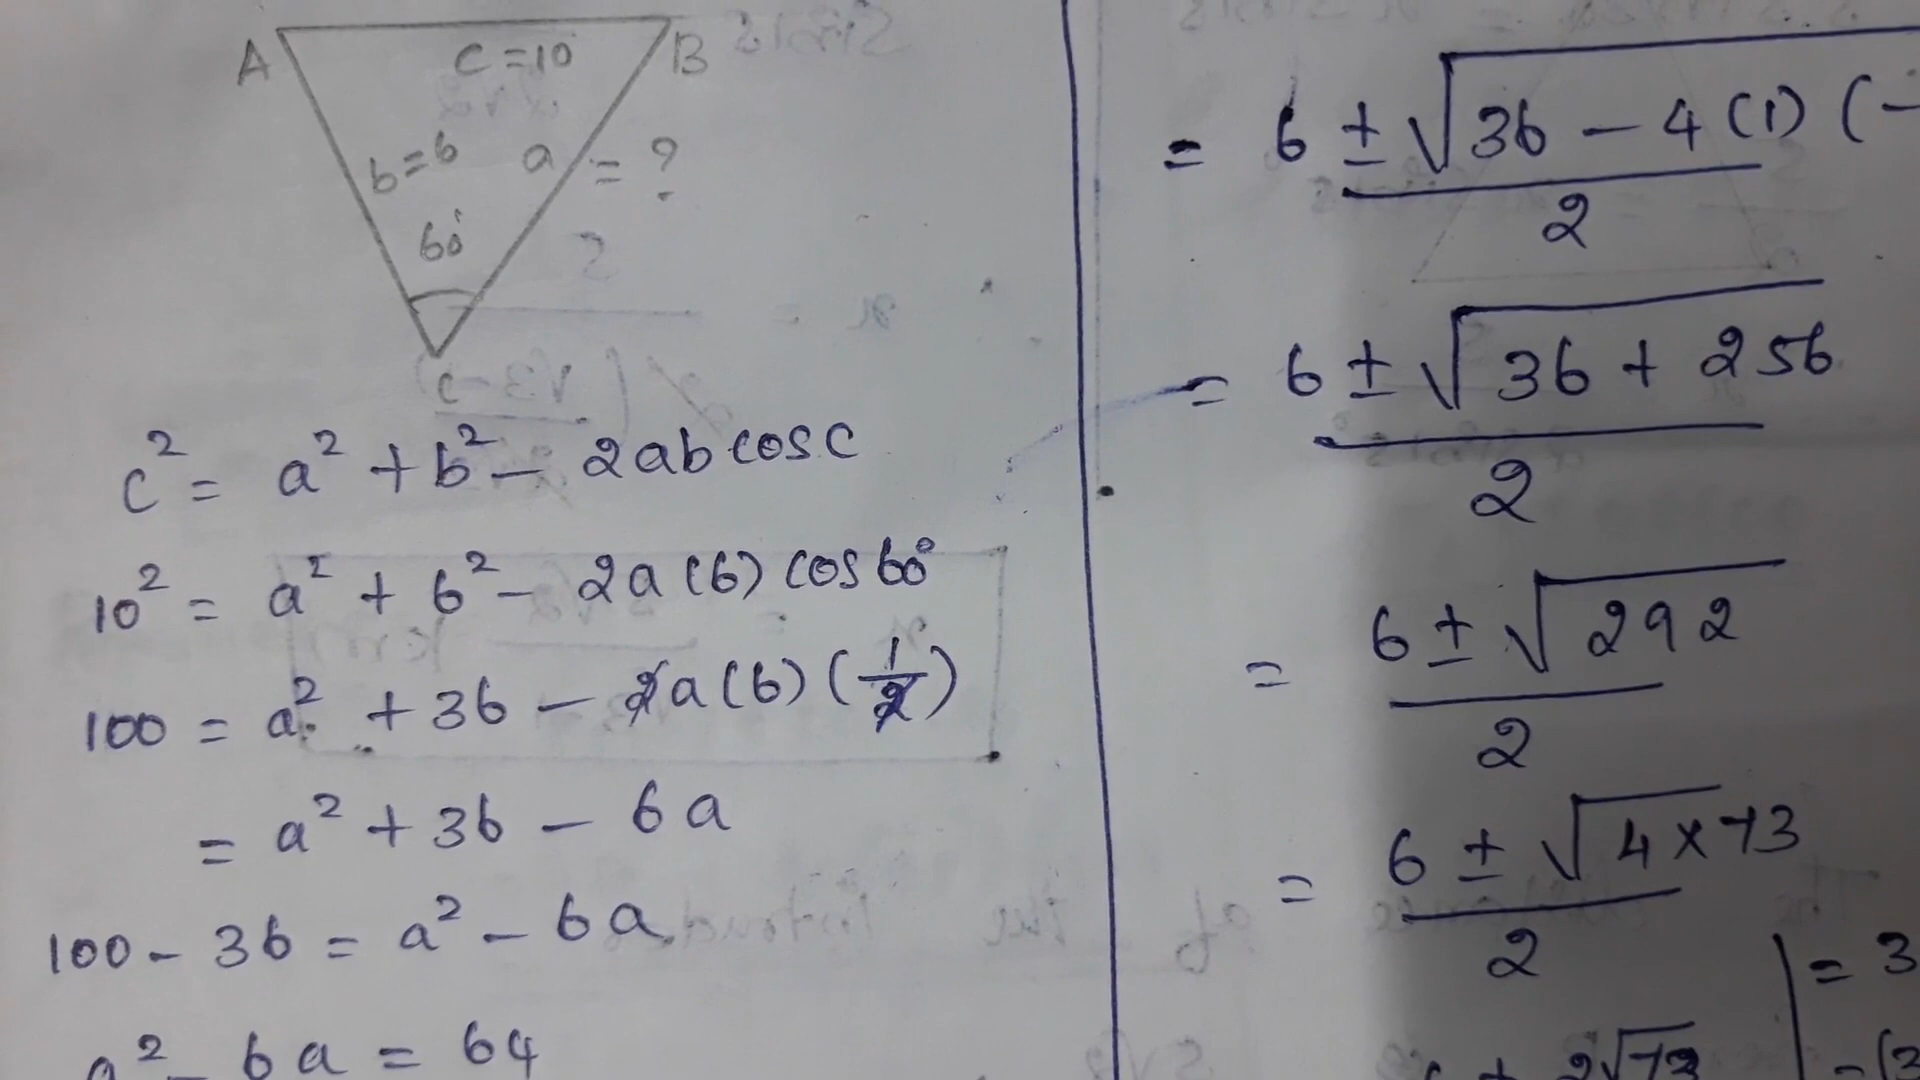 A
c = 10
B
b = 6
a = ?
60°
c
c² = a² + b² - 2ab cos c
10² = a² + 6² - 2a (6) cos 60°
100 = a² + 36 - 2a (6) (1/2)
= a² + 36 - 6a
100 - 36 = a² - 6a
a² - 6a = 64
= 6 ± √36 - 4 (1) (-
2
= 6 ± √36 + 256
2
= 6 ± √292
2
= 6 ± √4 × 73
2
= 3